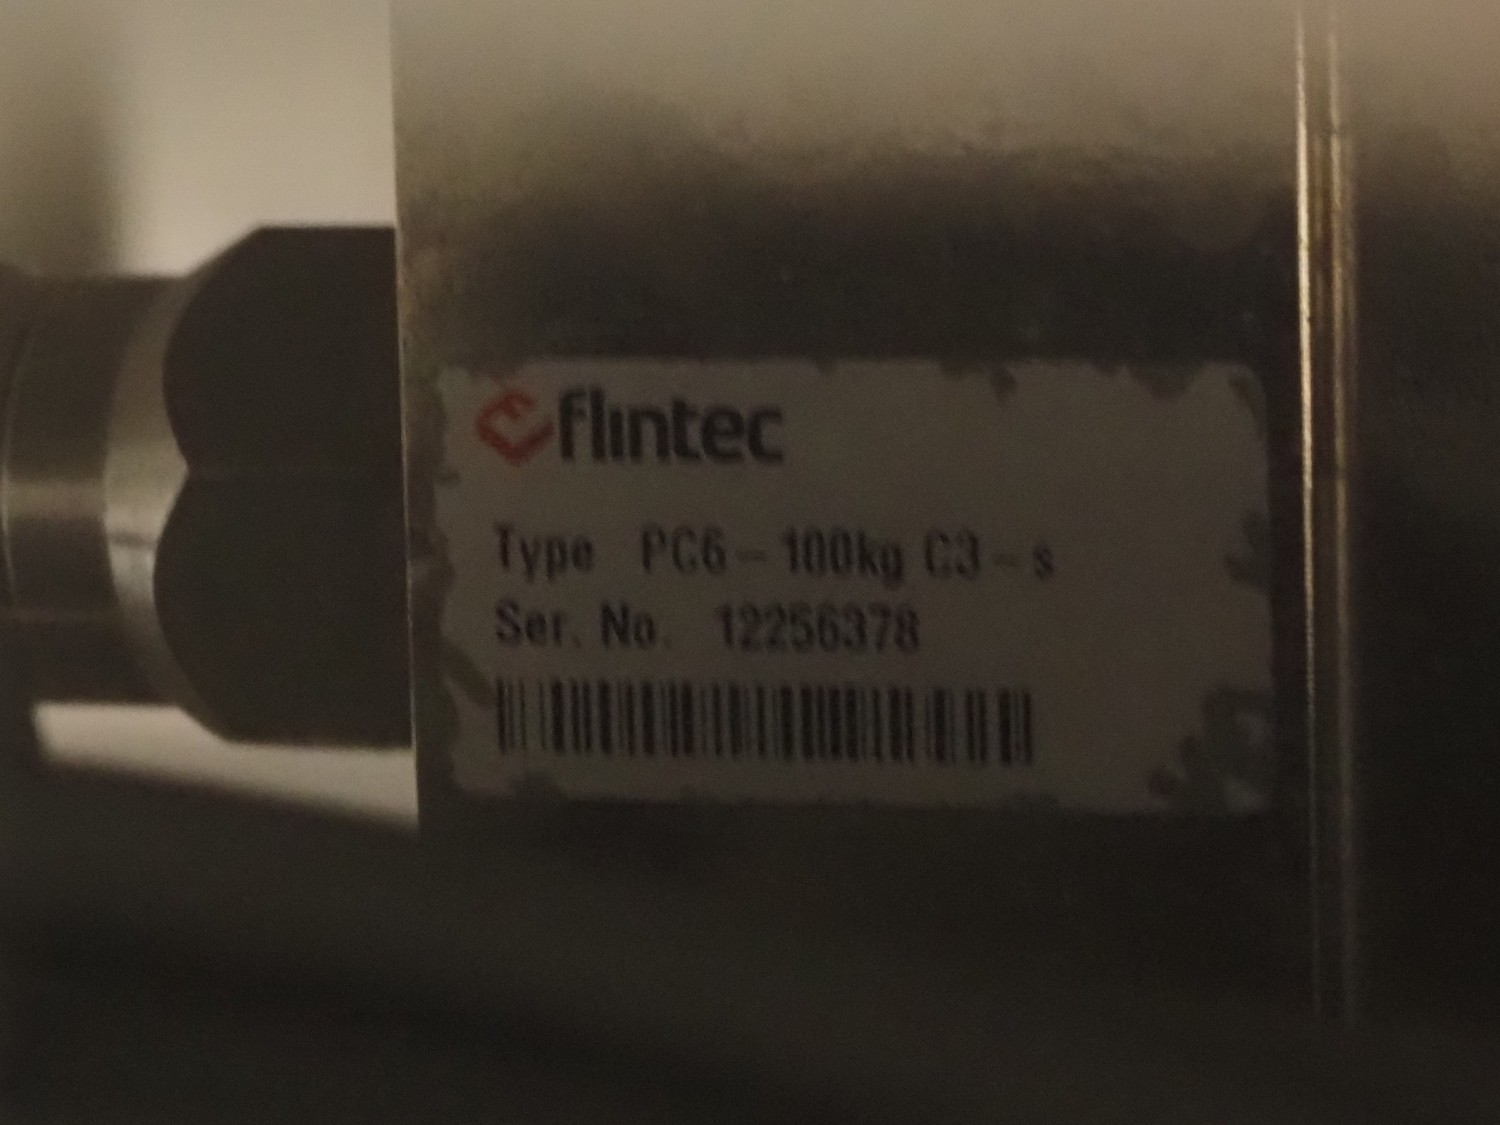 flintec
Type PC6 - 100kg C3 - s
Ser. No. 12256378